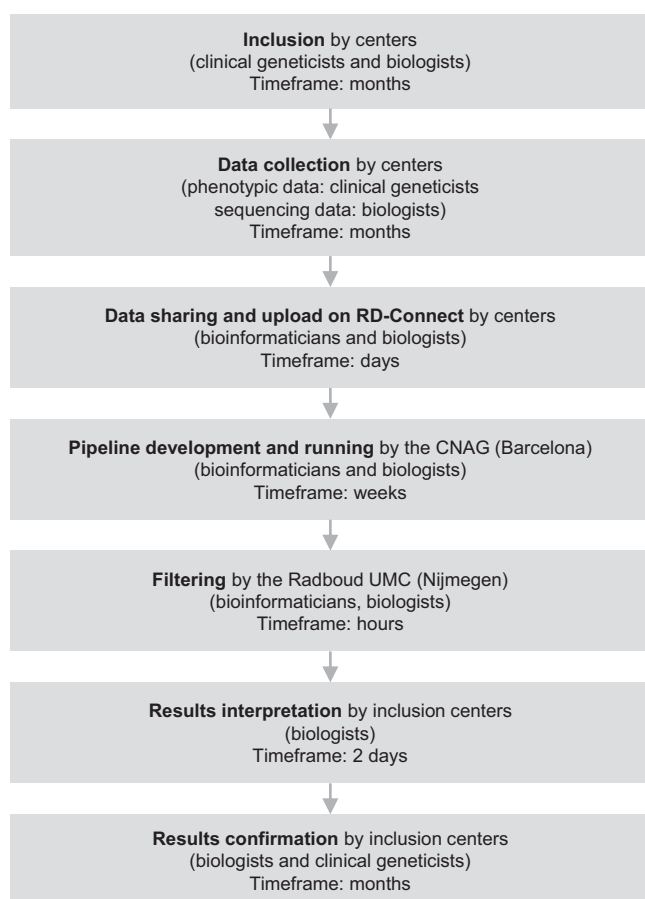 Inclusion by centers
(clinical geneticists and biologists)
Timeframe: months
Data collection by centers
(phenotypic data: clinical geneticists
sequencing data: biologists)
Timeframe: months
Data sharing and upload on RD-Connect by centers
(bioinformaticians and biologists)
Timeframe: days
Pipeline development and running by the CNAG (Barcelona)
(bioinformaticians and biologists)
Timeframe: weeks
Filtering by the Radboud UMC (Nijmegen)
(bioinformaticians, biologists)
Timeframe: hours
Results interpretation by inclusion centers
(biologists)
Timeframe: 2 days
Results confirmation by inclusion centers
(biologists and clinical geneticists)
Timeframe: months